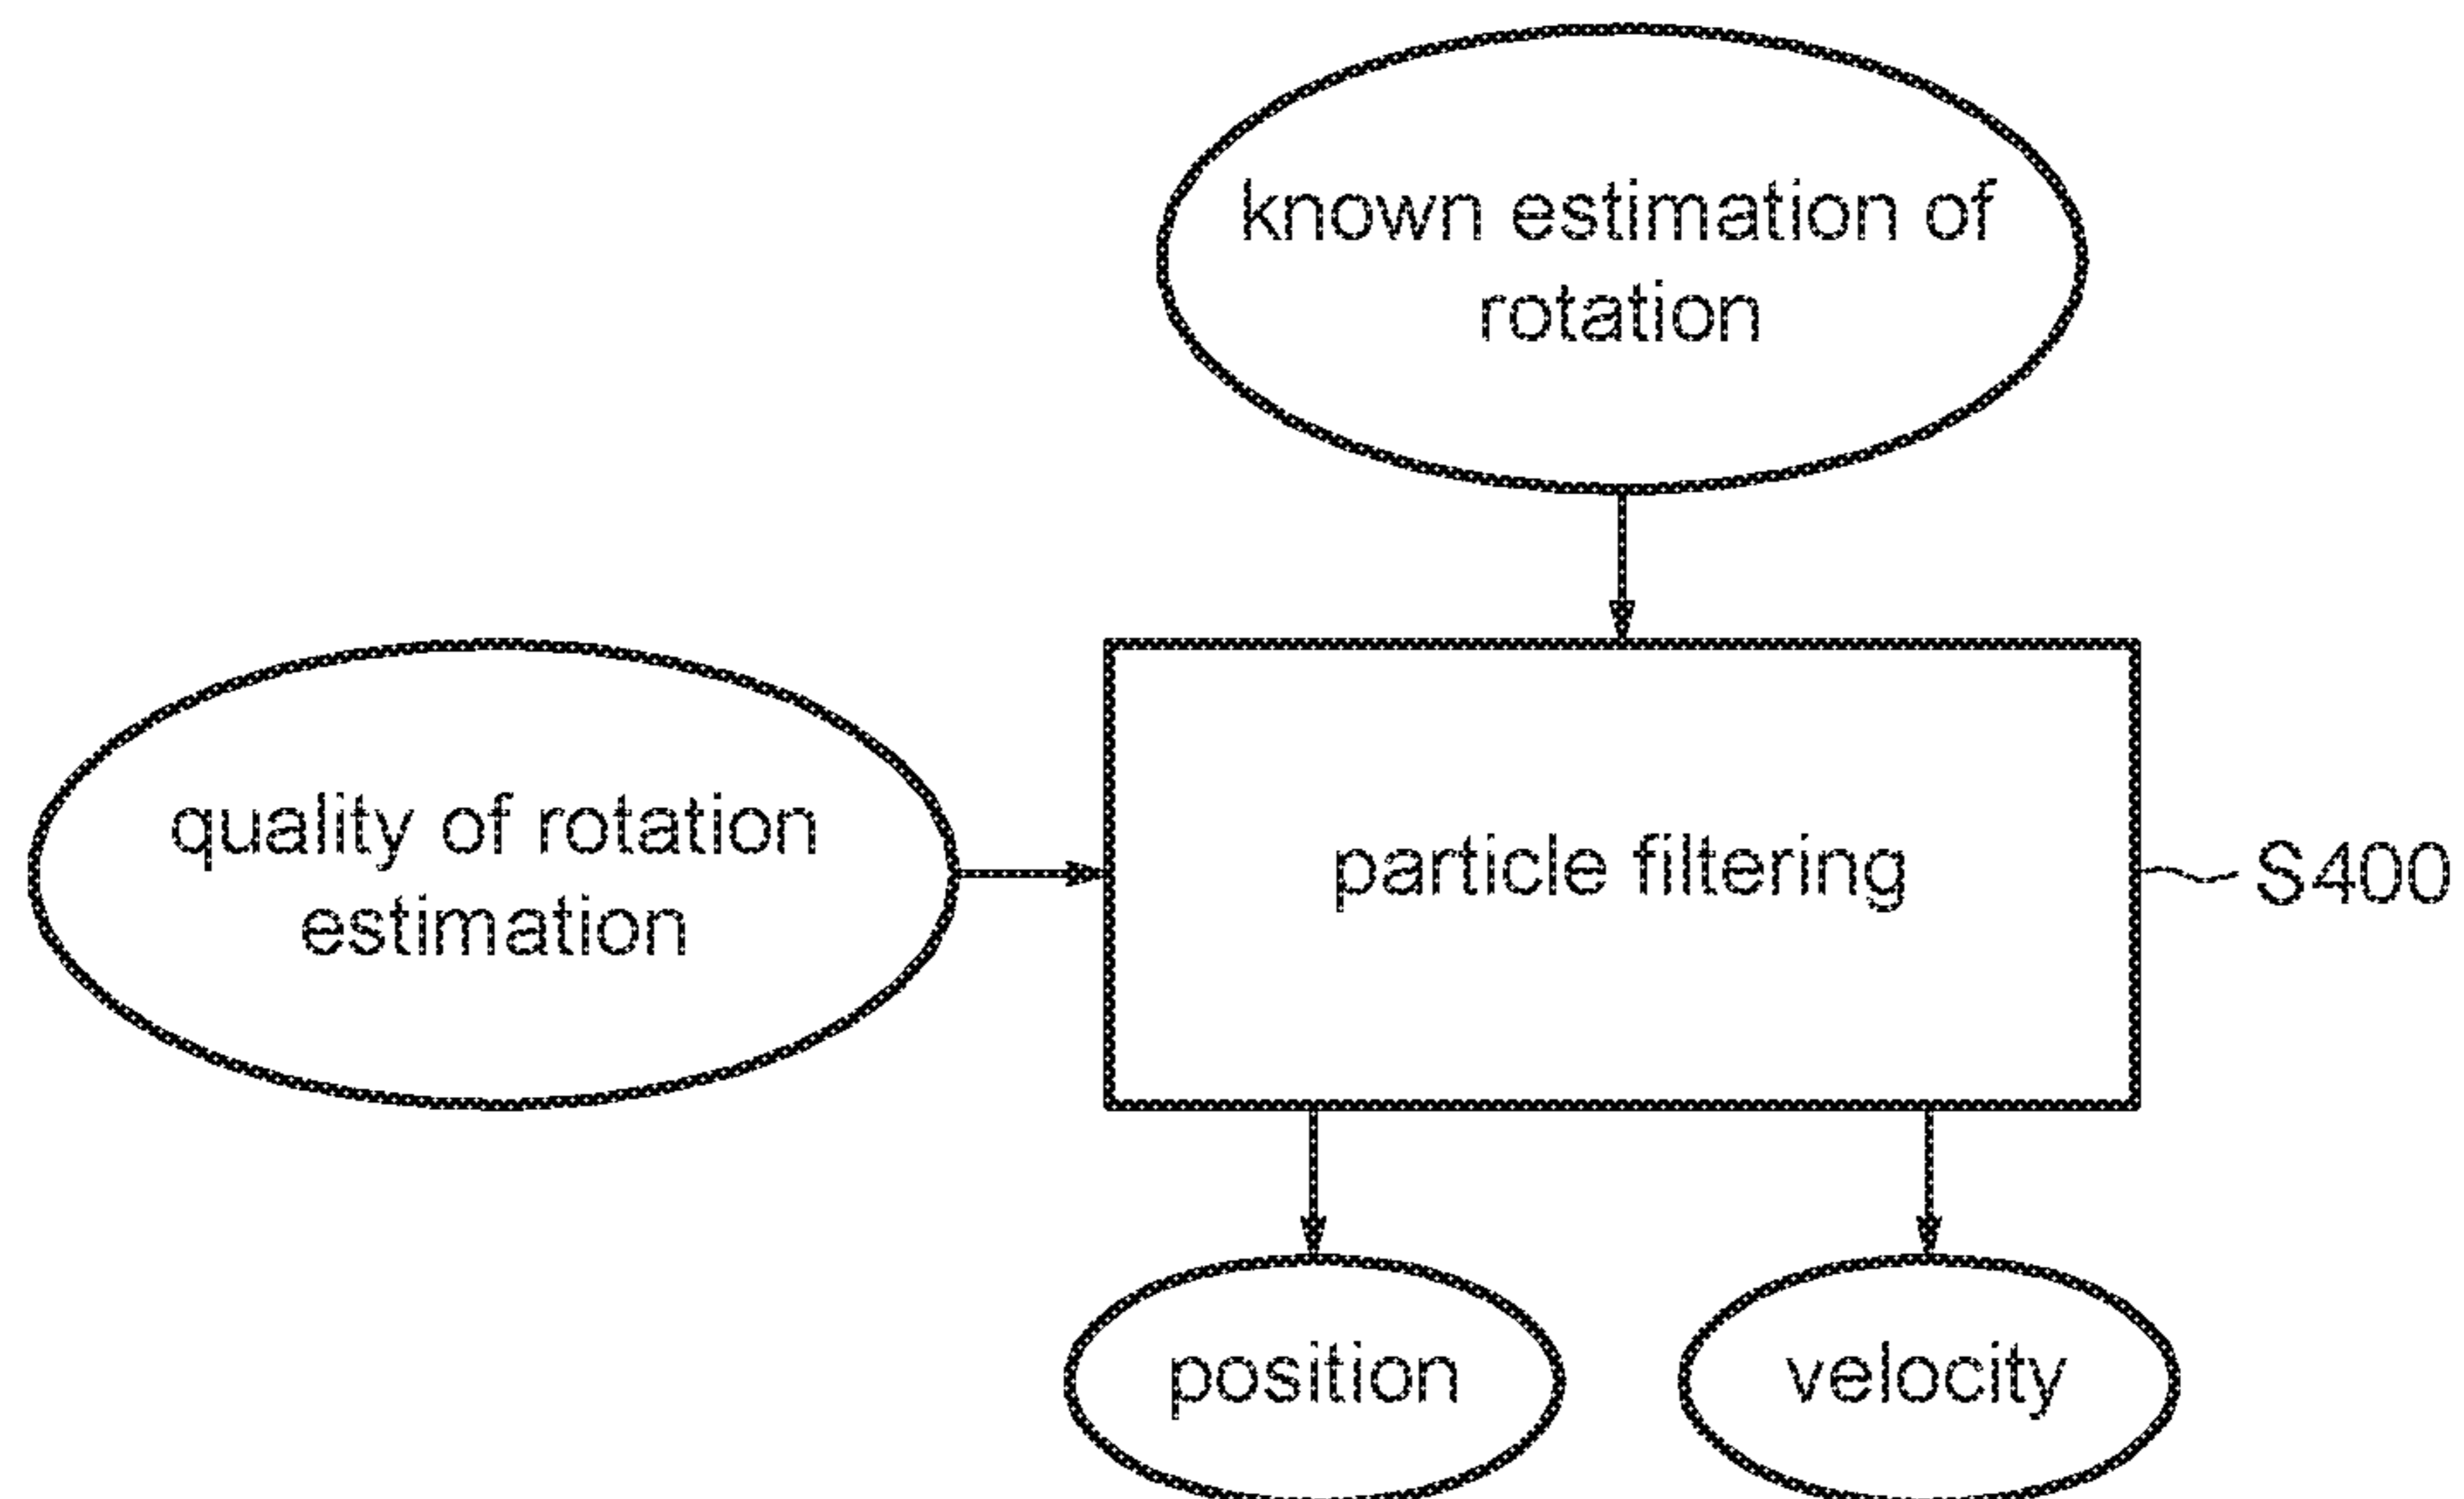 known estimation of
rotation
quality of rotation
estimation
particle filtering
S400
position
velocity